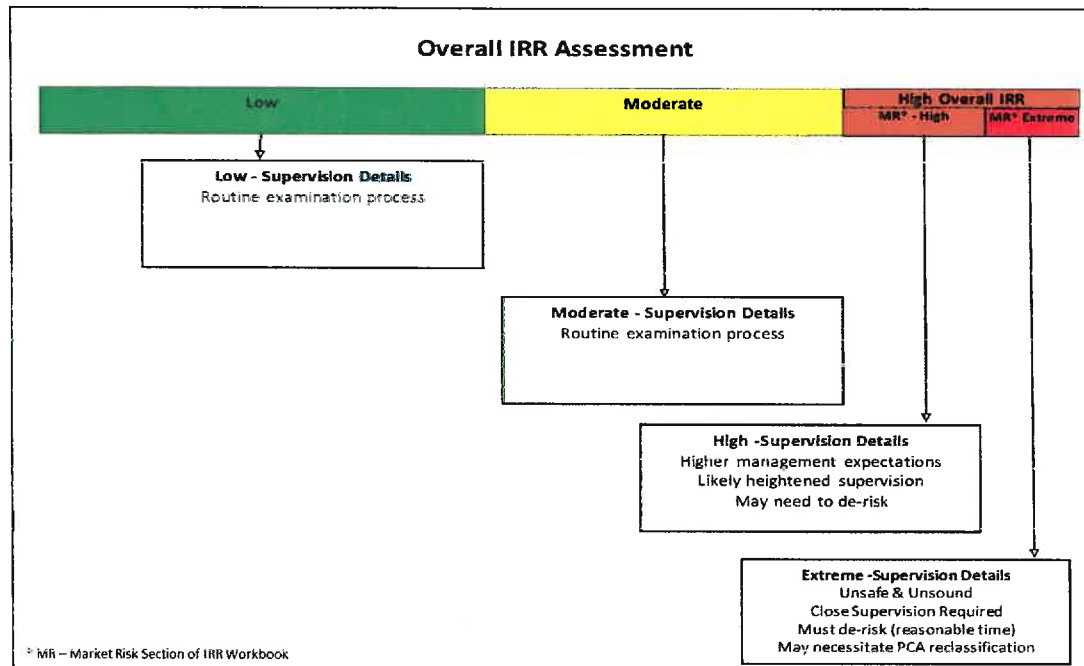 Overall IRR Assessment
Low
Moderate
High Overall IRR
MR* - High
MR* Extreme
Low - Supervision Details
Routine examination process
Moderate - Supervision Details
Routine examination process
High -Supervision Details
Higher management expectations
Likely heightened supervision
May need to de-risk
Extreme -Supervision Details
Unsafe & Unsound
Close Supervision Required
Must de-risk (reasonable time)
May necessitate PCA reclassification
* MR – Market Risk Section of IRR Workbook